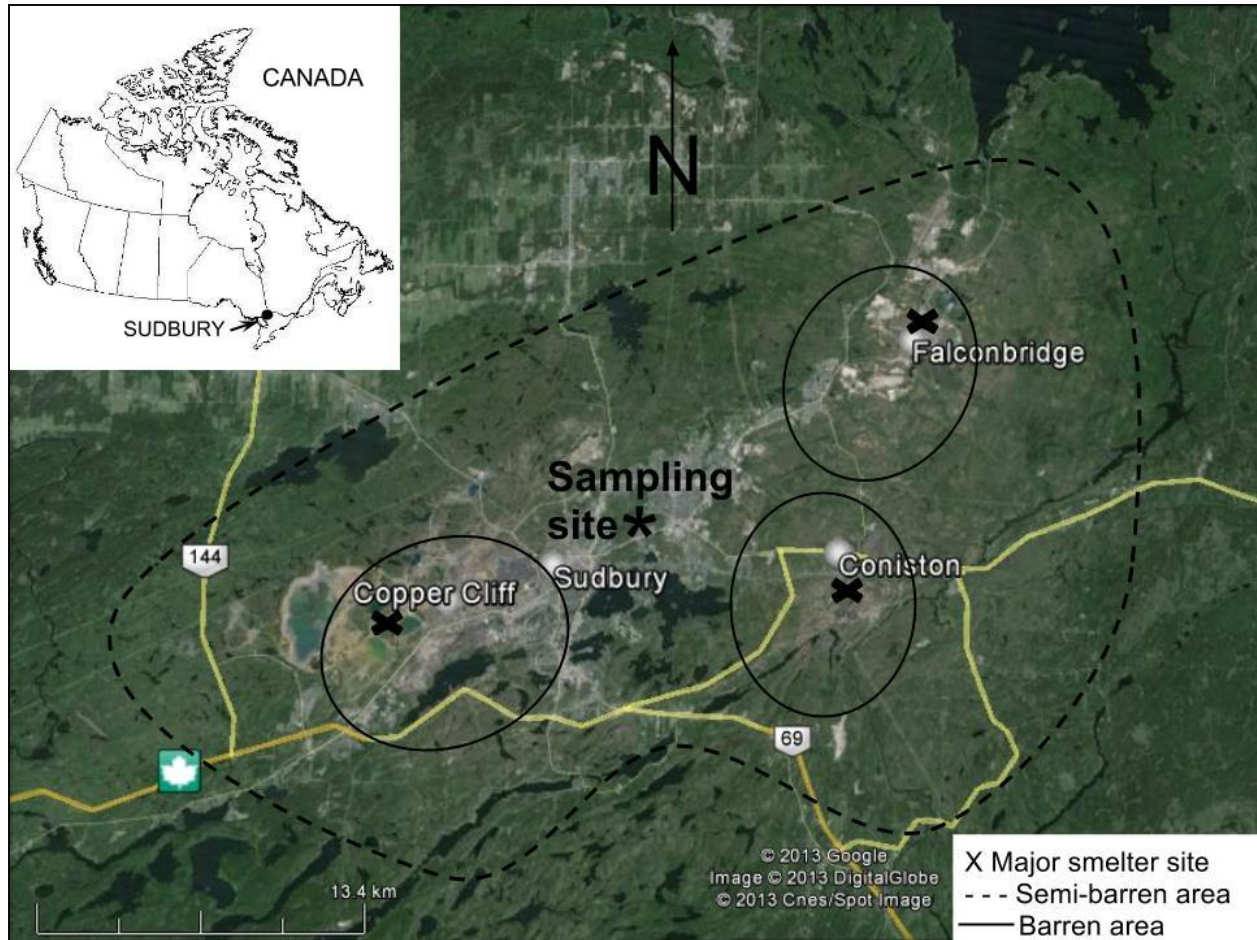 CANADA
SUDBURY
N
Falconbridge
Sampling
site*
144
Copper Cliff
Sudbury
Coniston
69
13.4 km
© 2013 Google
Image © 2013 DigitalGlobe
© 2013 Cnes/Spot Image
X Major smelter site
Semi-barren area
Barren area